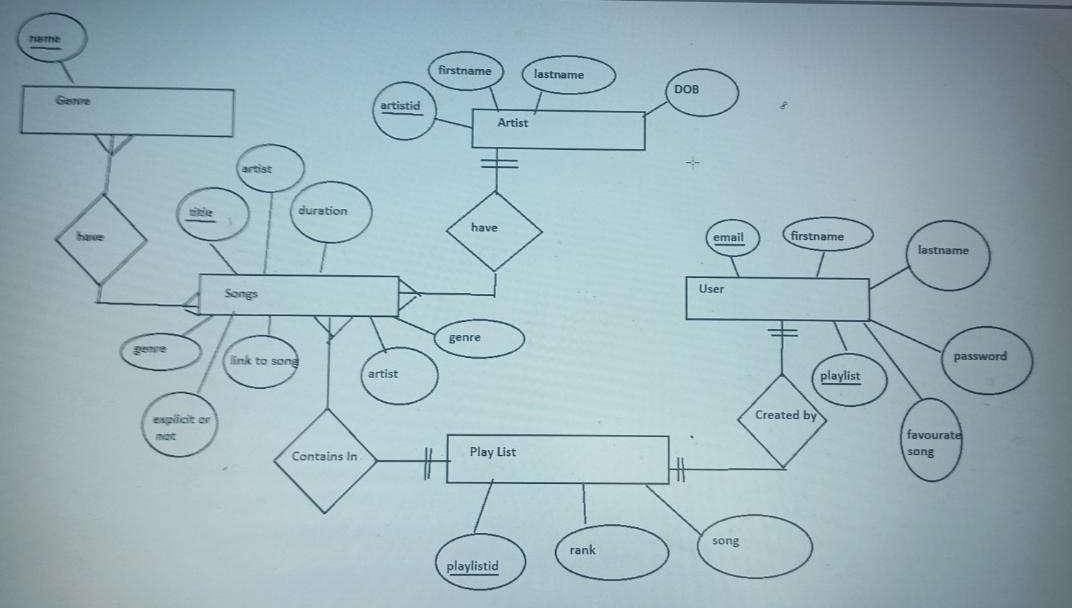 name
Genre
firstname
lastname
DOB
artistid
Artist
artist
title
duration
have
have
email
firstname
lastname
Songs
User
genre
link to song
genre
artist
playlist
password
explicit or
not
Created by
favourate
song
Contains In
Play List
playlistid
rank
song